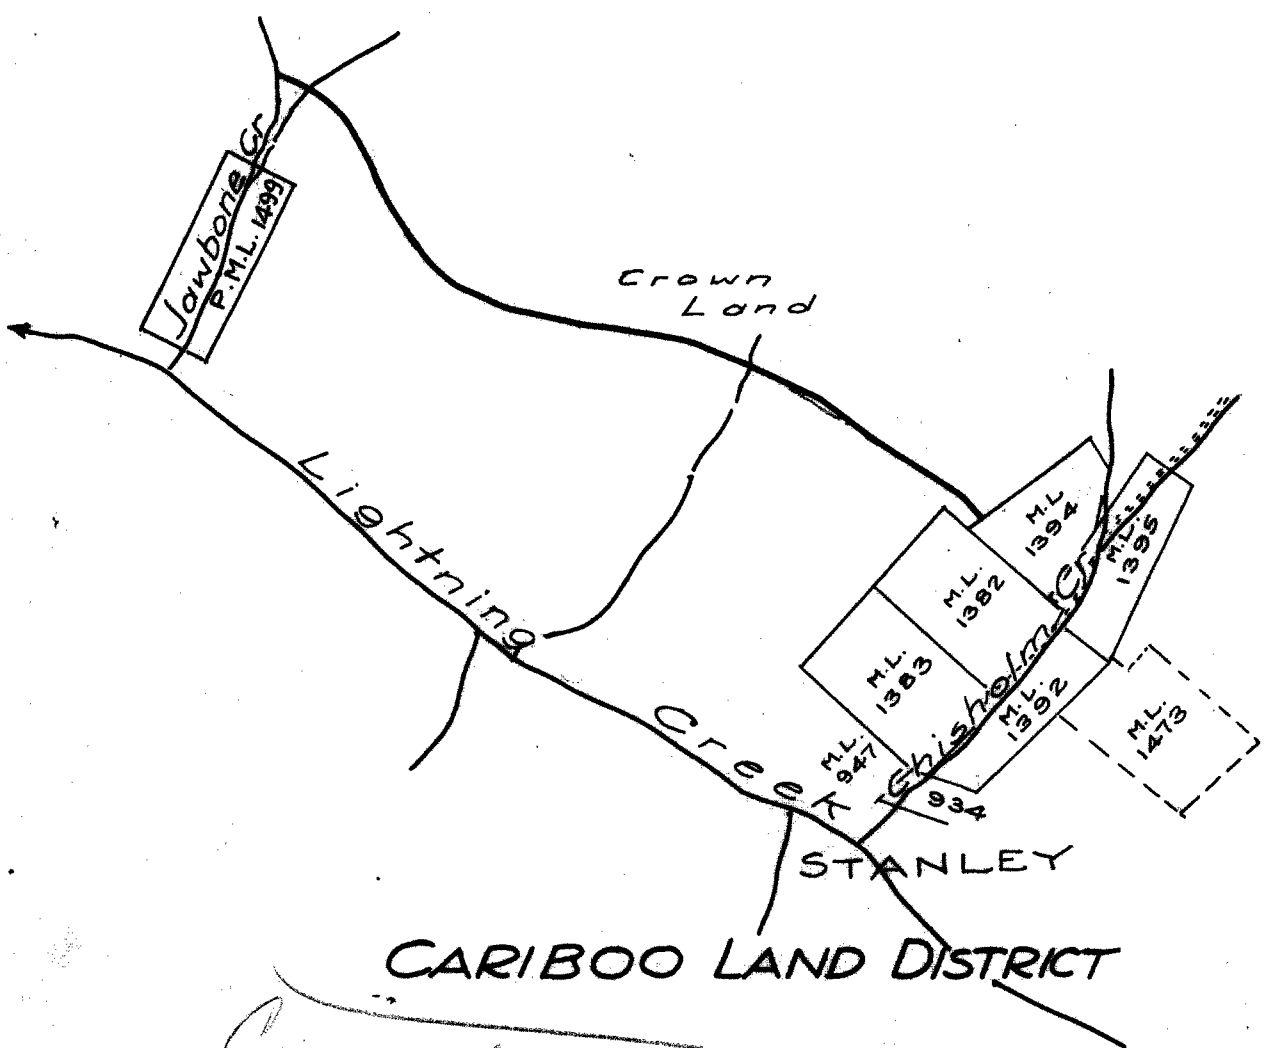 Jawbone Cr
P.M.L. 1499
Crown
Land
Lightning
Creek
M.L
1394
M.L.
1395
M.L.
1382
M.L.
1383
Chisholm Cr.
M.L.
1392
M.L.
1473
M.L.
947
934
STANLEY
CARIBOO LAND DISTRICT